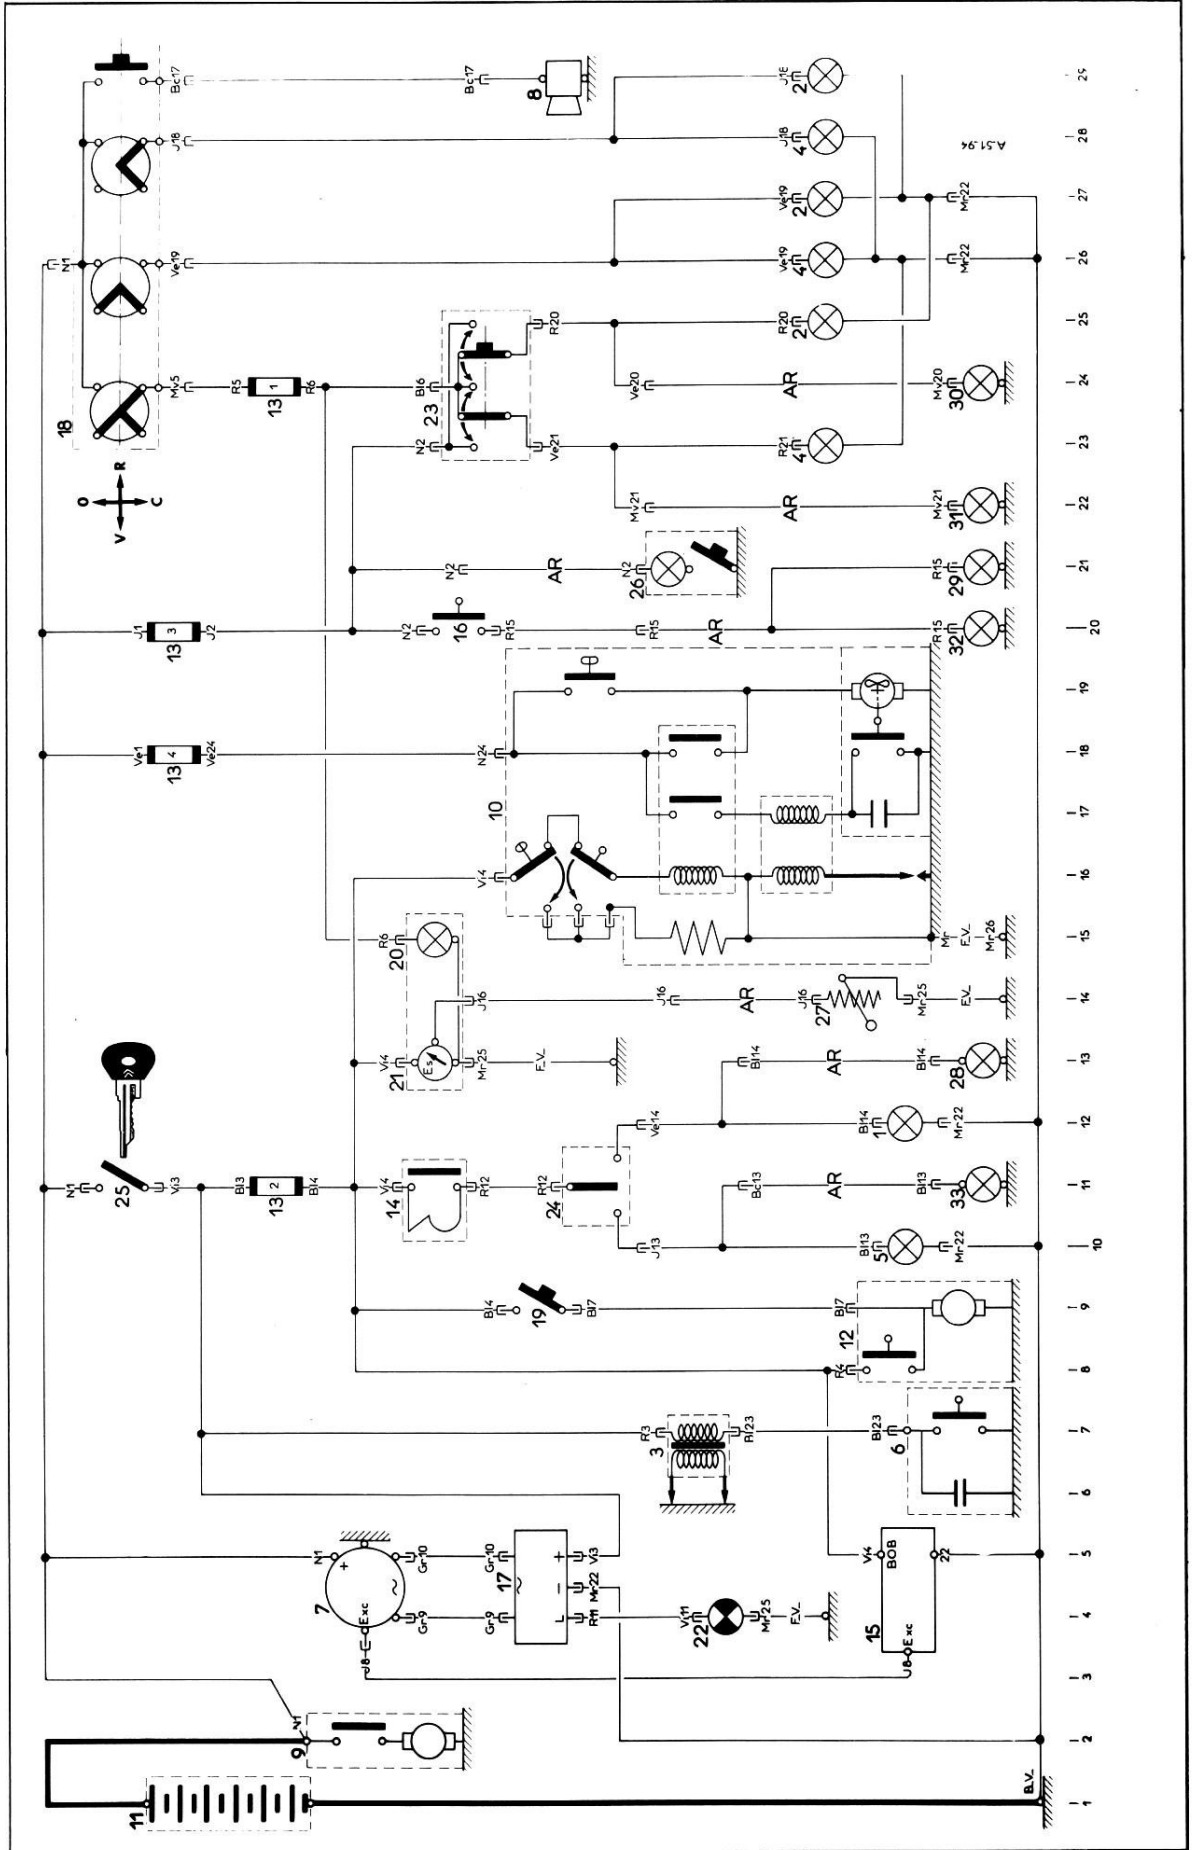 Bc17
Bc17
8
J18
2
29
J18
J18
4
28
A.51.94
N1
Ve19
Ve19
2
Mr22
27
Ve19
4
Mr22
26
18
Mv5
R5
1
R6
13
Bl6
N2
23
R20
R20
2
25
Ve20
AR
Mv20
30
24
Ve21
R21
4
23
O
R
V
C
Mv21
AR
Mv21
31
22
N2
AR
N2
26
R15
29
21
J1
3
J2
13
N2
16
R15
R15
AR
R15
32
20
19
Ve1
4
Ve24
13
N24
18
10
17
Vi4
16
R6
20
Mr
F.V.
Mr26
15
J16
J16
AR
J16
27
Mr25
F.V.
14
Vi4
21
Es
Mr25
F.V.
Bl14
AR
Bl14
28
13
Ve14
Bl14
1
Mr22
12
N1
25
Vi3
Bl3
2
Bl4
13
Vi4
14
R12
R12
24
Bc13
AR
Bl13
33
11
J13
Bl13
5
Mr22
10
Bl4
19
Bl7
Bl7
12
9
R4
8
R3
3
Bl23
Bl23
6
7
6
N1
+
Gr10
Gr10
17
+
Vi3
Vi4
BOB
22
5
7
Exc
Gr9
Gr9
L
−
Mr22
R11
Vi11
22
Mr25
F.V.
15
Exc
4
J8
J8
3
N1
9
2
11
B.V.
1